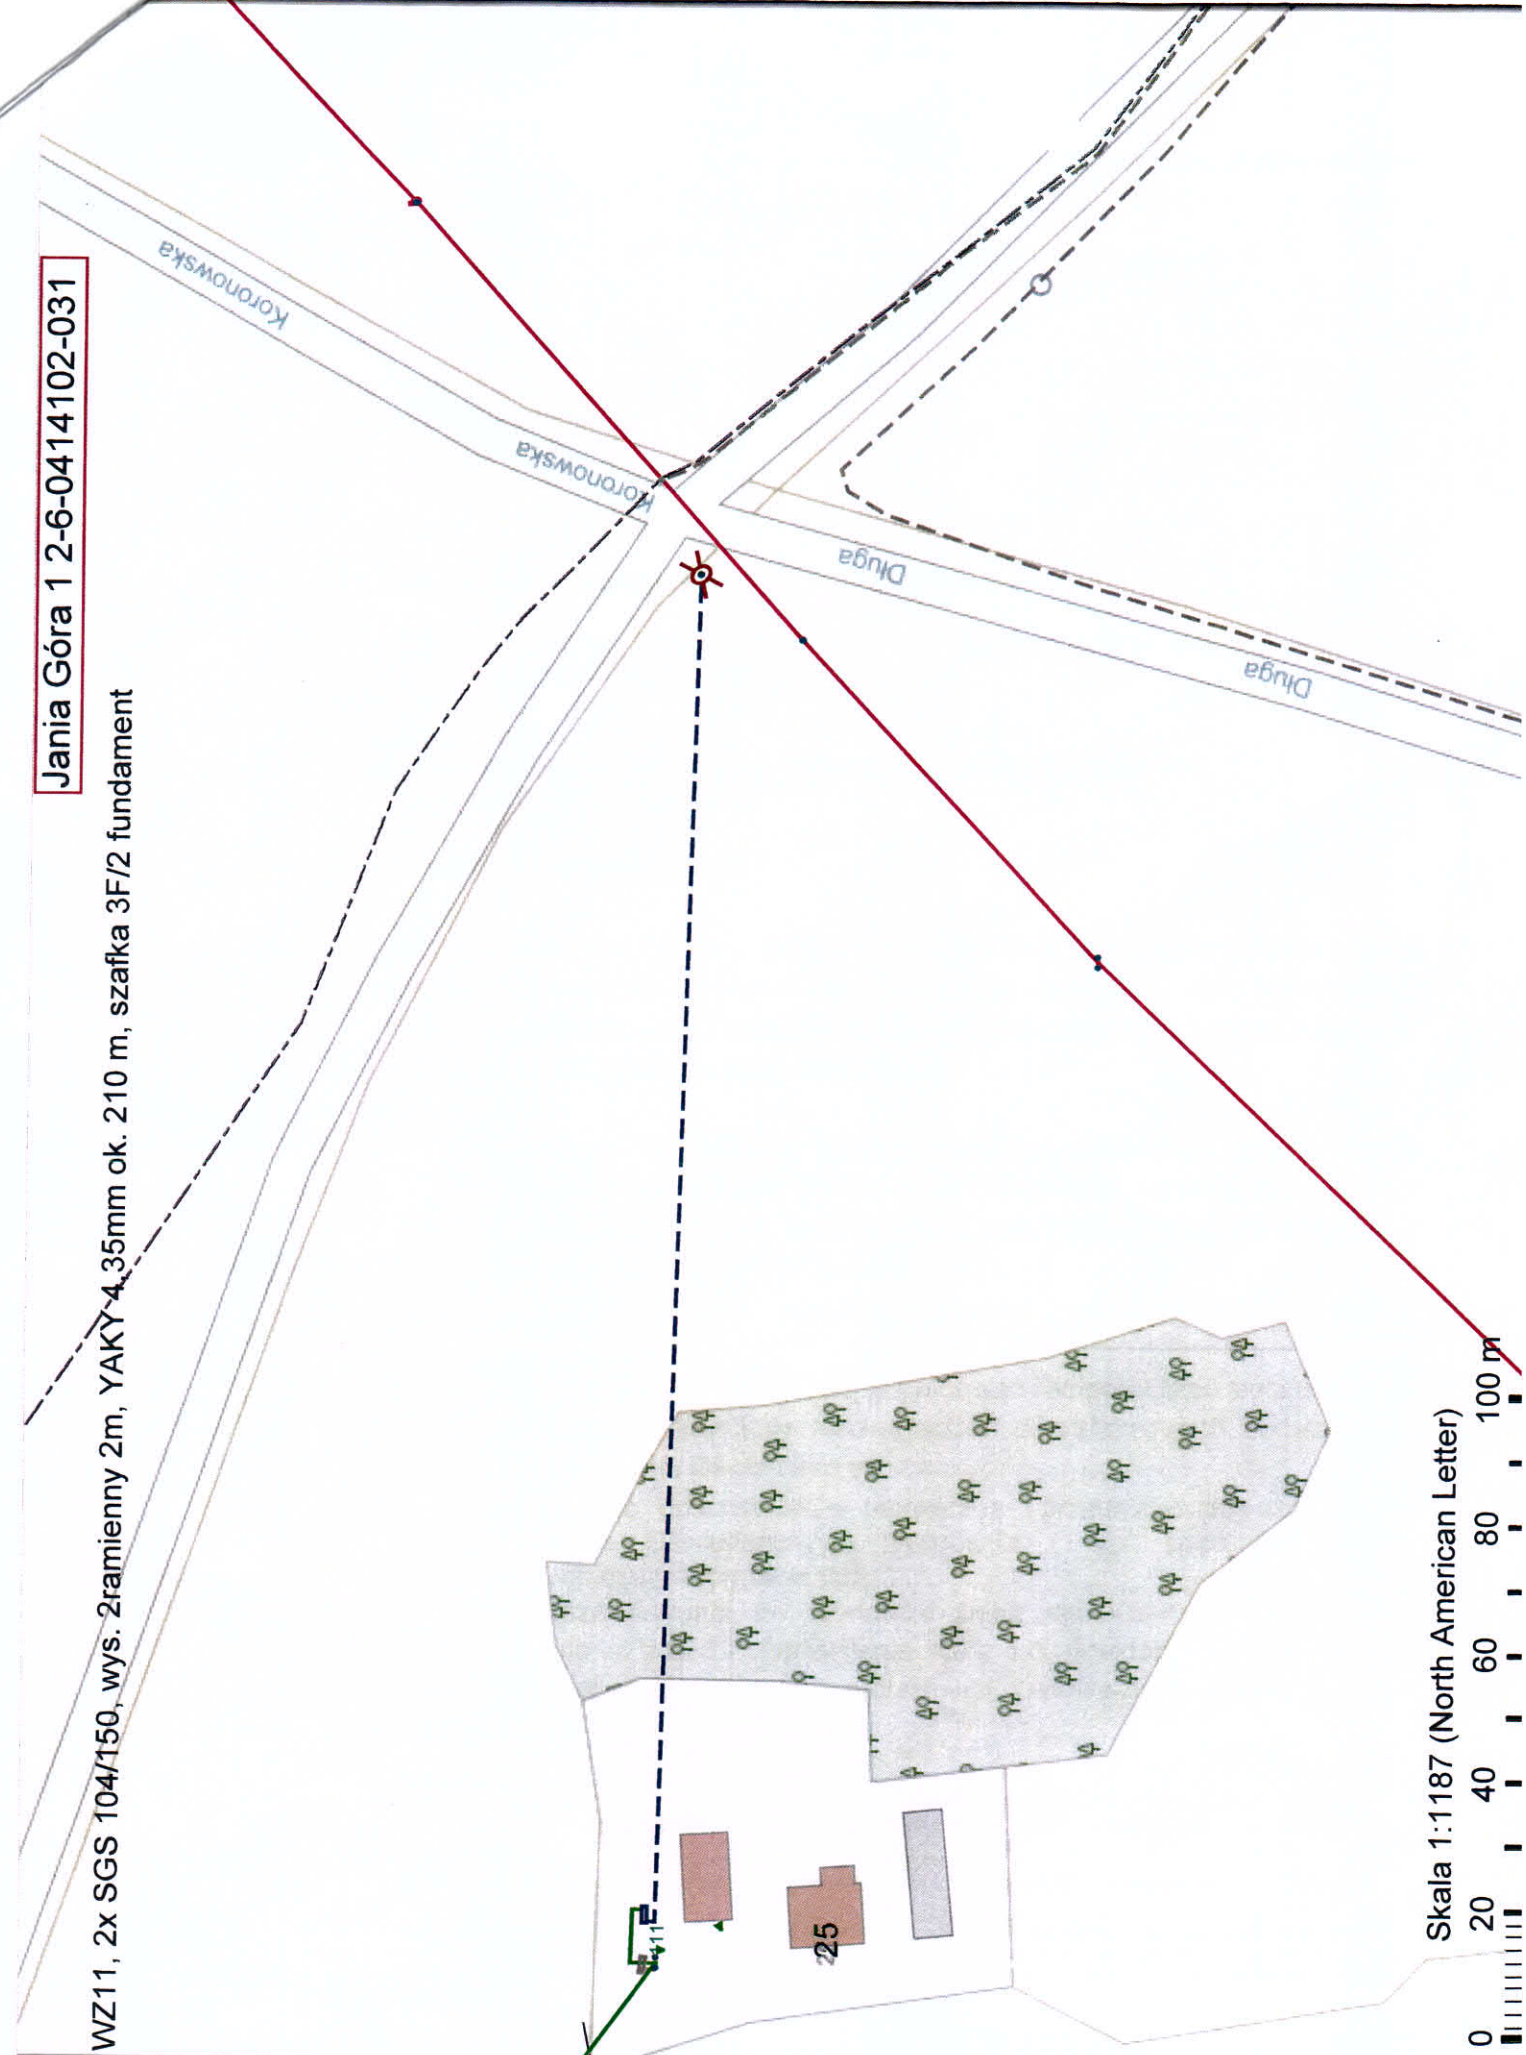 Jania Góra 1 2-6-0414102-031
WZ11, 2x SGS 104/150, wys. 2ramienny 2m, YAKY 4,35mm ok. 210 m, szafka 3F/2 fundament
Koronowska
Koronowska
Długa
Długa
25
Skala 1:1187 (North American Letter)
0 20 40 60 80 100 m